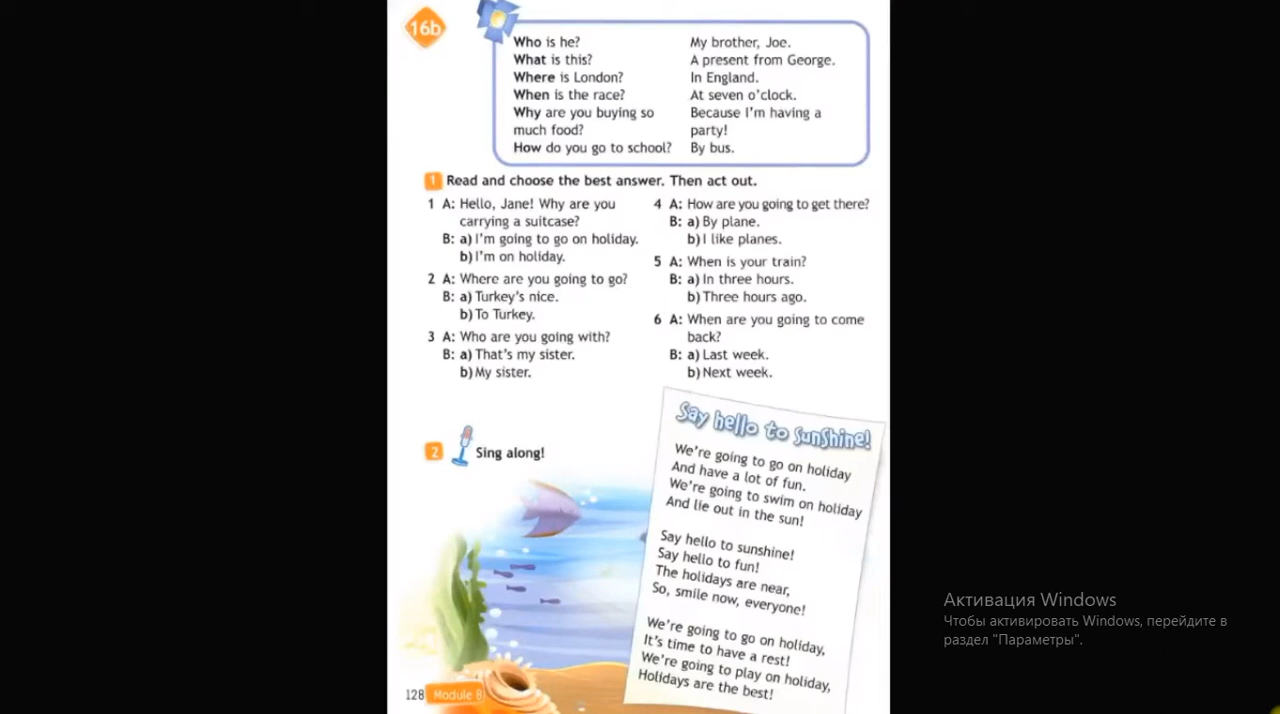 16b
Who is he? My brother, Joe.
What is this? A present from George.
Where is London? In England.
When is the race? At seven o'clock.
Why are you buying so Because I'm having a
much food? party!
How do you go to school? By bus.
1 Read and choose the best answer. Then act out.
1 A: Hello, Jane! Why are you
carrying a suitcase?
B: a) I'm going to go on holiday.
b) I'm on holiday.
2 A: Where are you going to go?
B: a) Turkey's nice.
b) To Turkey.
3 A: Who are you going with?
B: a) That's my sister.
b) My sister.
4 A: How are you going to get there?
B: a) By plane.
b) I like planes.
5 A: When is your train?
B: a) In three hours.
b) Three hours ago.
6 A: When are you going to come
back?
B: a) Last week.
b) Next week.
2 Sing along!
Say hello to sunshine!
We're going to go on holiday
And have a lot of fun.
We're going to swim on holiday
And lie out in the sun!
Say hello to sunshine!
Say hello to fun!
The holidays are near,
So, smile now, everyone!
We're going to go on holiday,
It's time to have a rest!
We're going to play on holiday,
Holidays are the best!
128 Module 8
Активация Windows
Чтобы активировать Windows, перейдите в
раздел "Параметры".